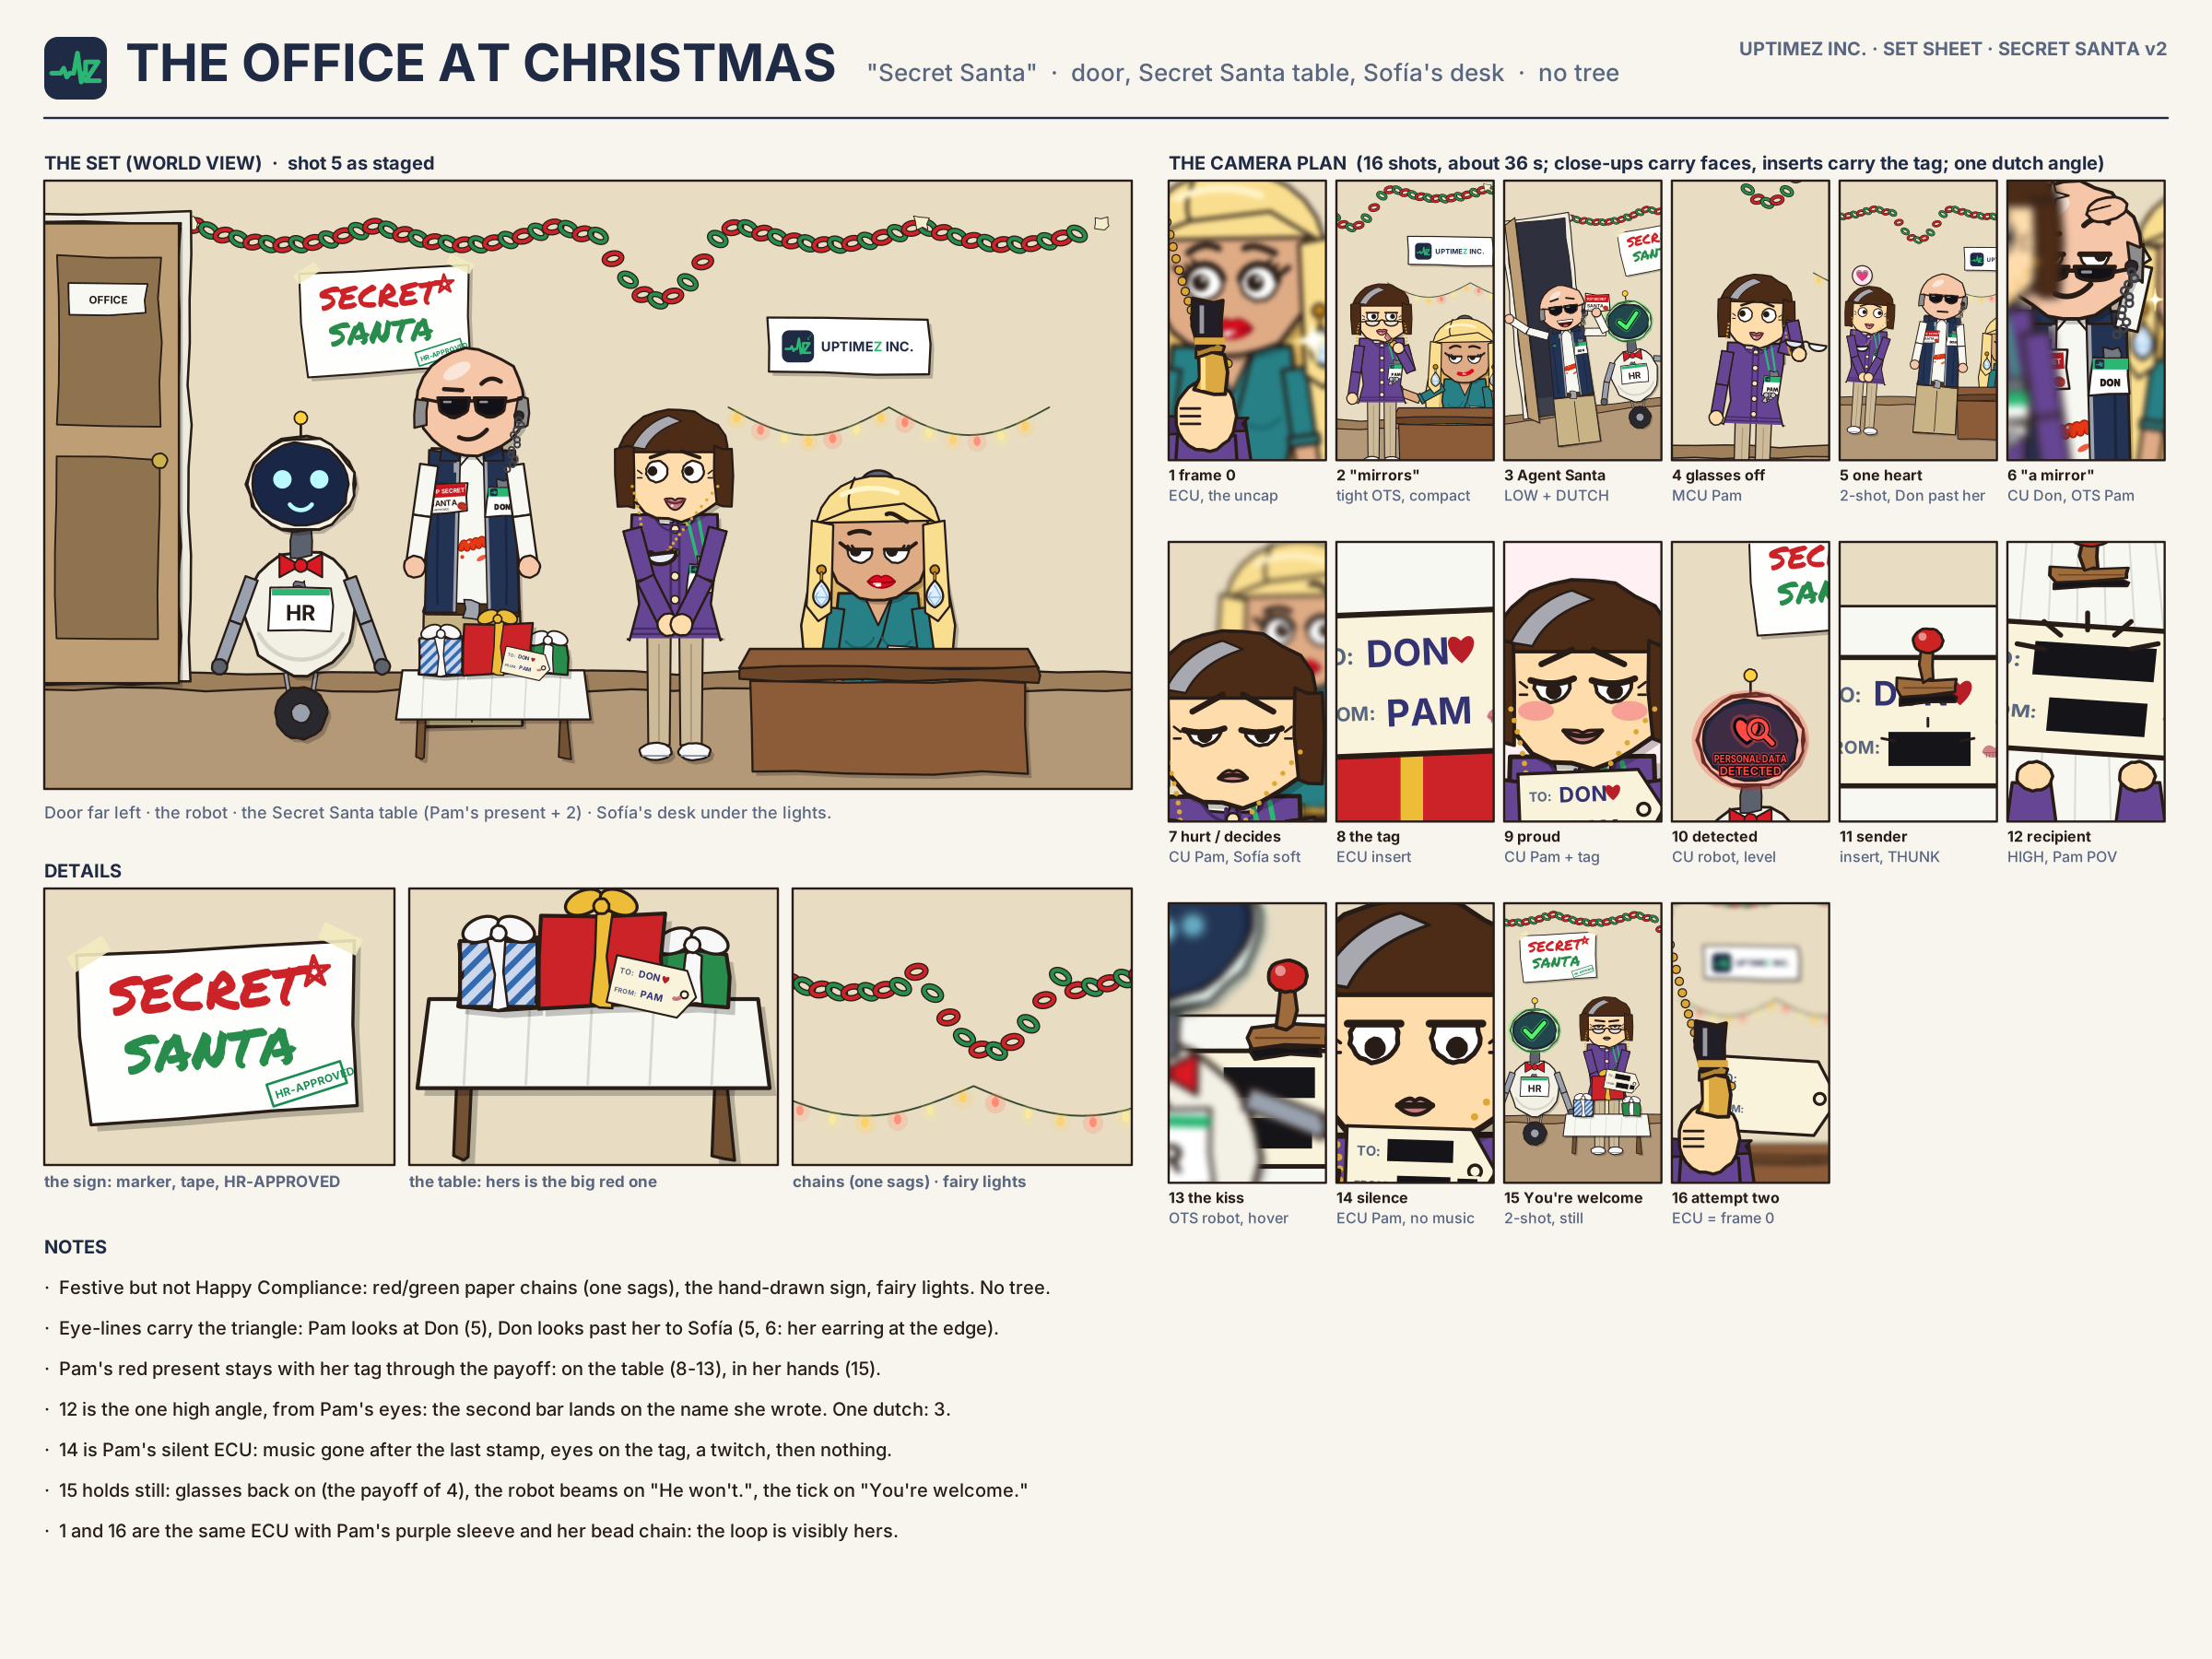 THE OFFICE AT CHRISTMAS
"Secret Santa" · door, Secret Santa table, Sofía's desk · no tree
UPTIMEZ INC. · SET SHEET · SECRET SANTA v2
THE SET (WORLD VIEW) · shot 5 as staged
OFFICE
SECRET
SANTA
HR-APPROVED
UPTIMEZ INC.
HR
DON
TO: DON
FROM: PAM
Door far left · the robot · the Secret Santa table (Pam's present + 2) · Sofía's desk under the lights.
DETAILS
SECRET
SANTA
HR-APPROVED
TO: DON
FROM: PAM
the sign: marker, tape, HR-APPROVED
the table: hers is the big red one
chains (one sags) · fairy lights
NOTES
· Festive but not Happy Compliance: red/green paper chains (one sags), the hand-drawn sign, fairy lights. No tree.
· Eye-lines carry the triangle: Pam looks at Don (5), Don looks past her to Sofía (5, 6: her earring at the edge).
· Pam's red present stays with her tag through the payoff: on the table (8-13), in her hands (15).
· 12 is the one high angle, from Pam's eyes: the second bar lands on the name she wrote. One dutch: 3.
· 14 is Pam's silent ECU: music gone after the last stamp, eyes on the tag, a twitch, then nothing.
· 15 holds still: glasses back on (the payoff of 4), the robot beams on "He won't.", the tick on "You're welcome."
· 1 and 16 are the same ECU with Pam's purple sleeve and her bead chain: the loop is visibly hers.
THE CAMERA PLAN (16 shots, about 36 s; close-ups carry faces, inserts carry the tag; one dutch angle)
UPTIMEZ INC.
HR
DON
1 frame 0
ECU, the uncap
2 "mirrors"
tight OTS, compact
3 Agent Santa
LOW + DUTCH
4 glasses off
MCU Pam
5 one heart
2-shot, Don past her
6 "a mirror"
CU Don, OTS Pam
DON
OM: PAM
TO: DON
PERSONAL DATA
DETECTED
7 hurt / decides
CU Pam, Sofía soft
8 the tag
ECU insert
9 proud
CU Pam + tag
10 detected
CU robot, level
11 sender
insert, THUNK
12 recipient
HIGH, Pam POV
TO:
SECRET
SANTA
HR
13 the kiss
OTS robot, hover
14 silence
ECU Pam, no music
15 You're welcome
2-shot, still
16 attempt two
ECU = frame 0